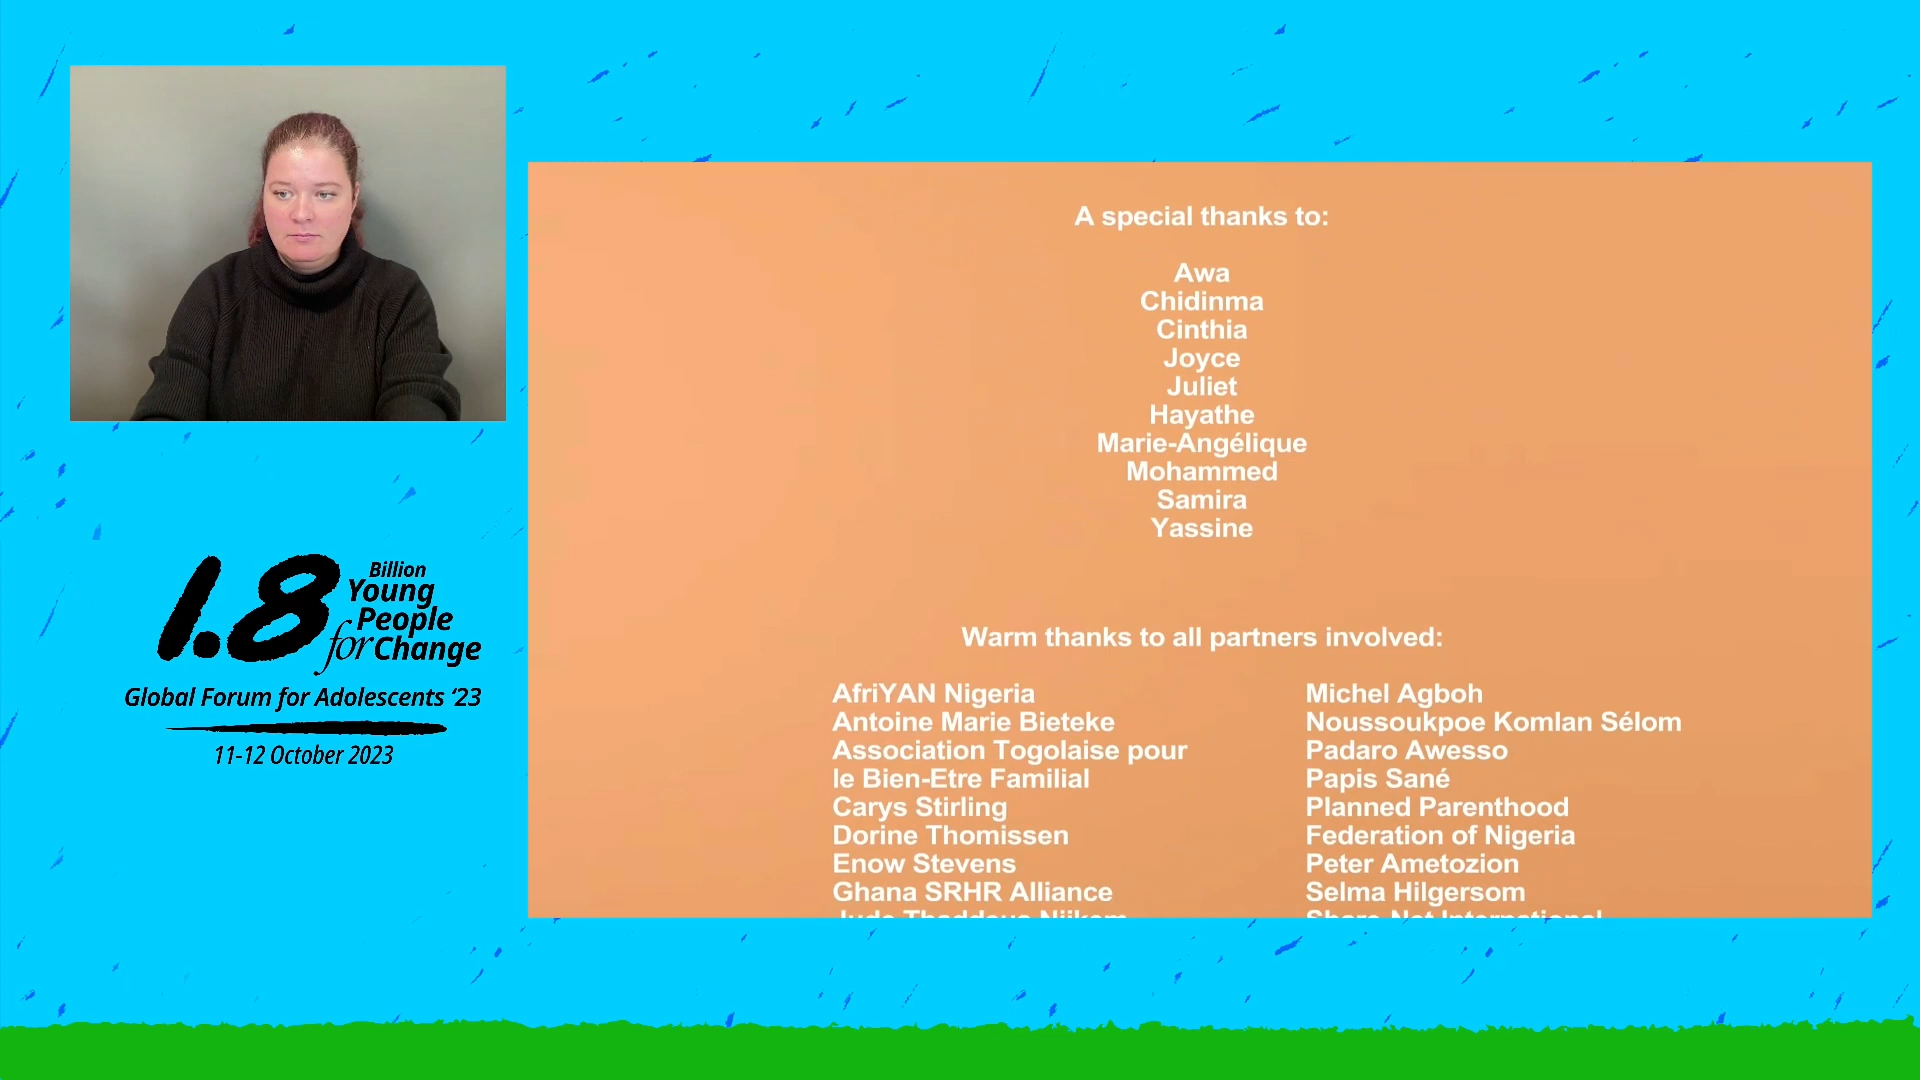 A special thanks to:
Awa
Chidinma
Cinthia
Joyce
Juliet
Hayathe
Marie-Angélique
Mohammed
Samira
Yassine
Warm thanks to all partners involved:
AfriYAN Nigeria
Antoine Marie Bieteke
Association Togolaise pour
le Bien-Etre Familial
Carys Stirling
Dorine Thomissen
Enow Stevens
Ghana SRHR Alliance
Michel Agboh
Noussoukpoe Komlan Sélom
Padaro Awesso
Papis Sané
Planned Parenthood
Federation of Nigeria
Peter Ametozion
Selma Hilgersom
Share-Net International
1.8 Billion
Young
People
for Change
Global Forum for Adolescents ‘23
11-12 October 2023